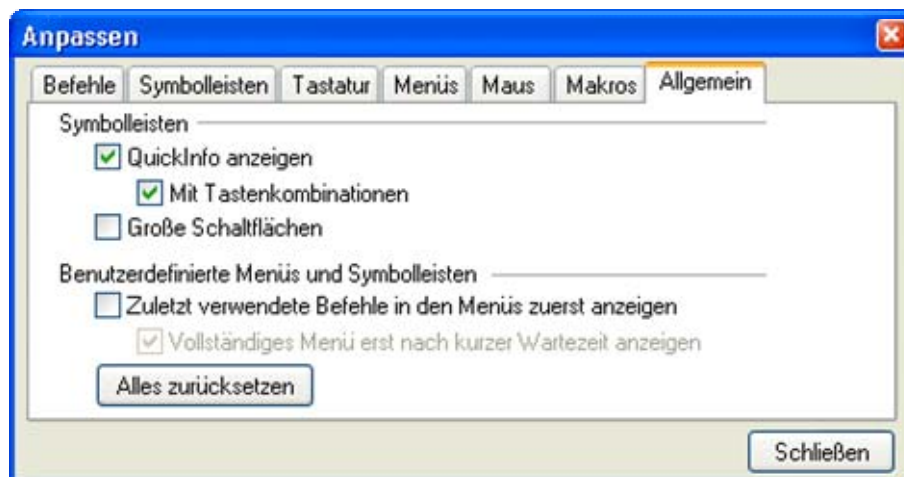 Anpassen
Befehle Symbolleisten Tastatur Menüs Maus Makros Allgemein
Symbolleisten
QuickInfo anzeigen
Mit Tastenkombinationen
Große Schaltflächen
Benutzerdefinierte Menüs und Symbolleisten
Zuletzt verwendete Befehle in den Menüs zuerst anzeigen
Vollständiges Menü erst nach kurzer Wartezeit anzeigen
Alles zurücksetzen
Schließen